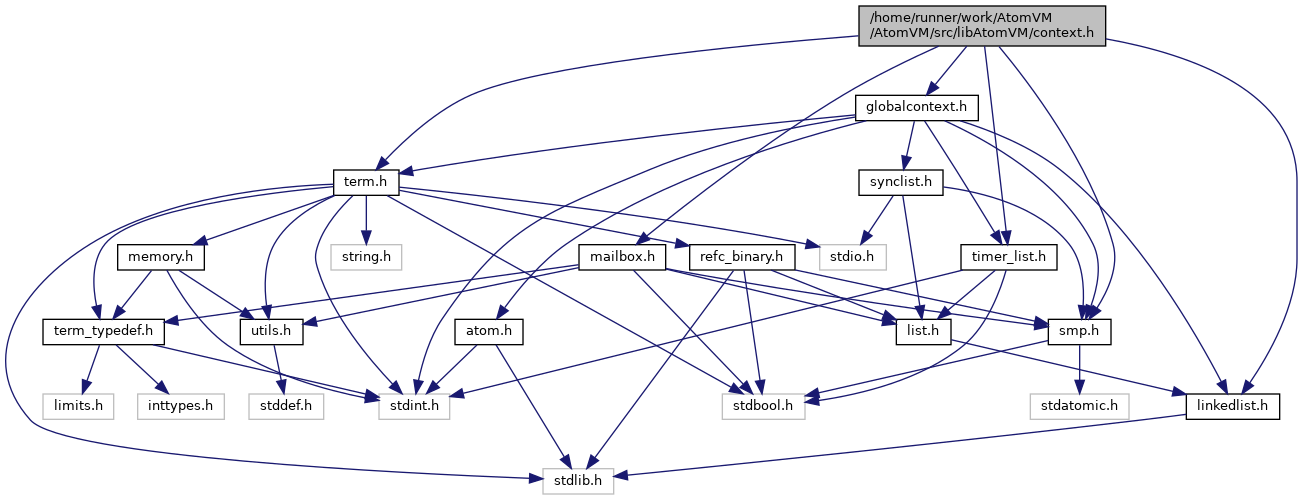 /home/runner/work/AtomVM
/AtomVM/src/libAtomVM/context.h
globalcontext.h
term.h
synclist.h
memory.h
string.h
mailbox.h
refc_binary.h
stdio.h
timer_list.h
term_typedef.h
utils.h
atom.h
list.h
smp.h
limits.h
inttypes.h
stddef.h
stdint.h
stdbool.h
stdatomic.h
linkedlist.h
stdlib.h